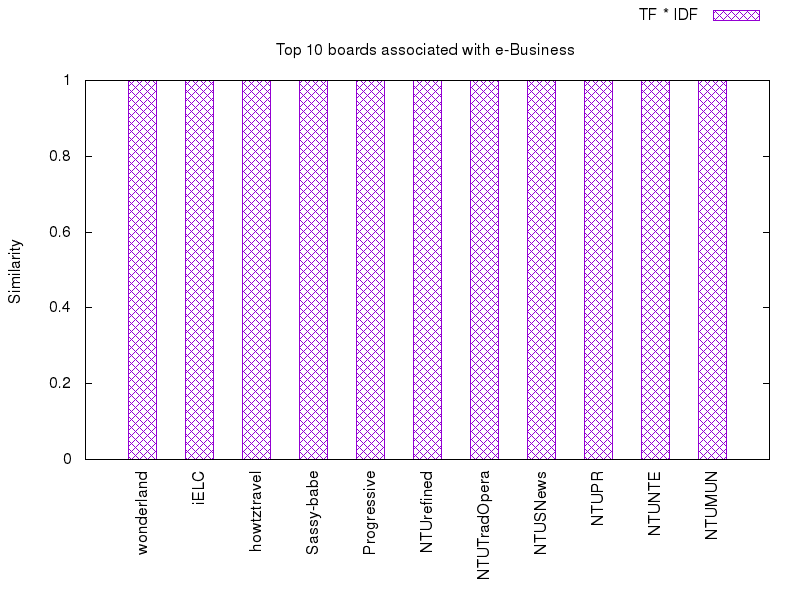 TF * IDF
Top 10 boards associated with e-Business
Similarity
1
0.8
0.6
0.4
0.2
0
wonderland
iELC
howtztravel
Sassy-babe
Progressive
NTUrefined
NTUTradOpera
NTUSNews
NTUPR
NTUNTE
NTUMUN